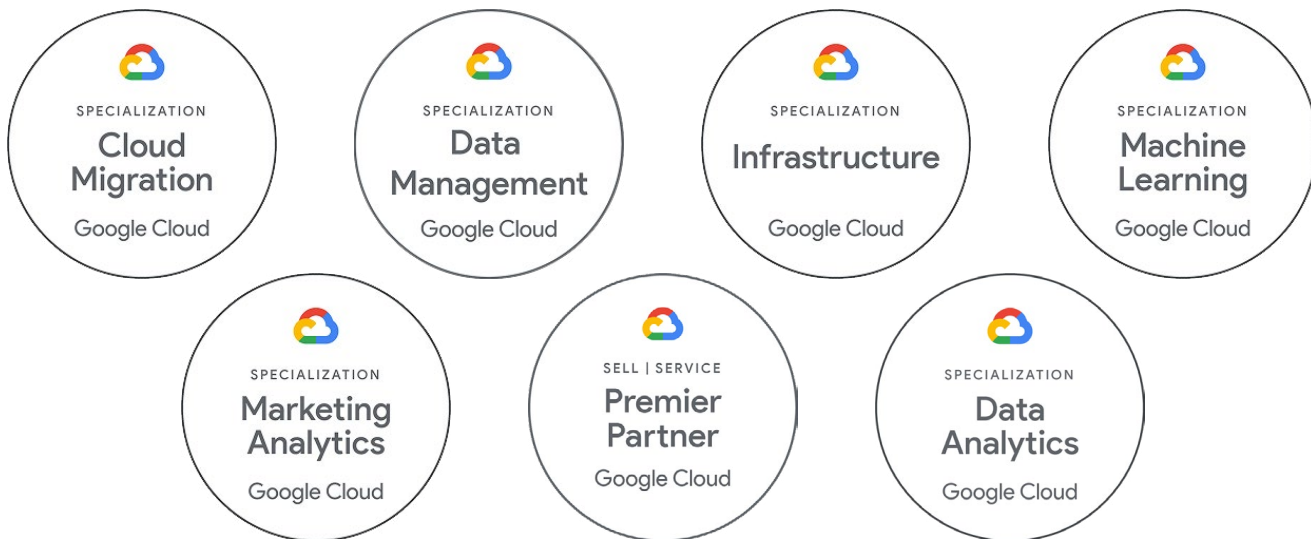 SPECIALIZATION
Cloud
Migration
Google Cloud
SPECIALIZATION
Data
Management
Google Cloud
SPECIALIZATION
Infrastructure
Google Cloud
SPECIALIZATION
Machine
Learning
Google Cloud
SPECIALIZATION
Marketing
Analytics
Google Cloud
SELL | SERVICE
Premier
Partner
Google Cloud
SPECIALIZATION
Data
Analytics
Google Cloud